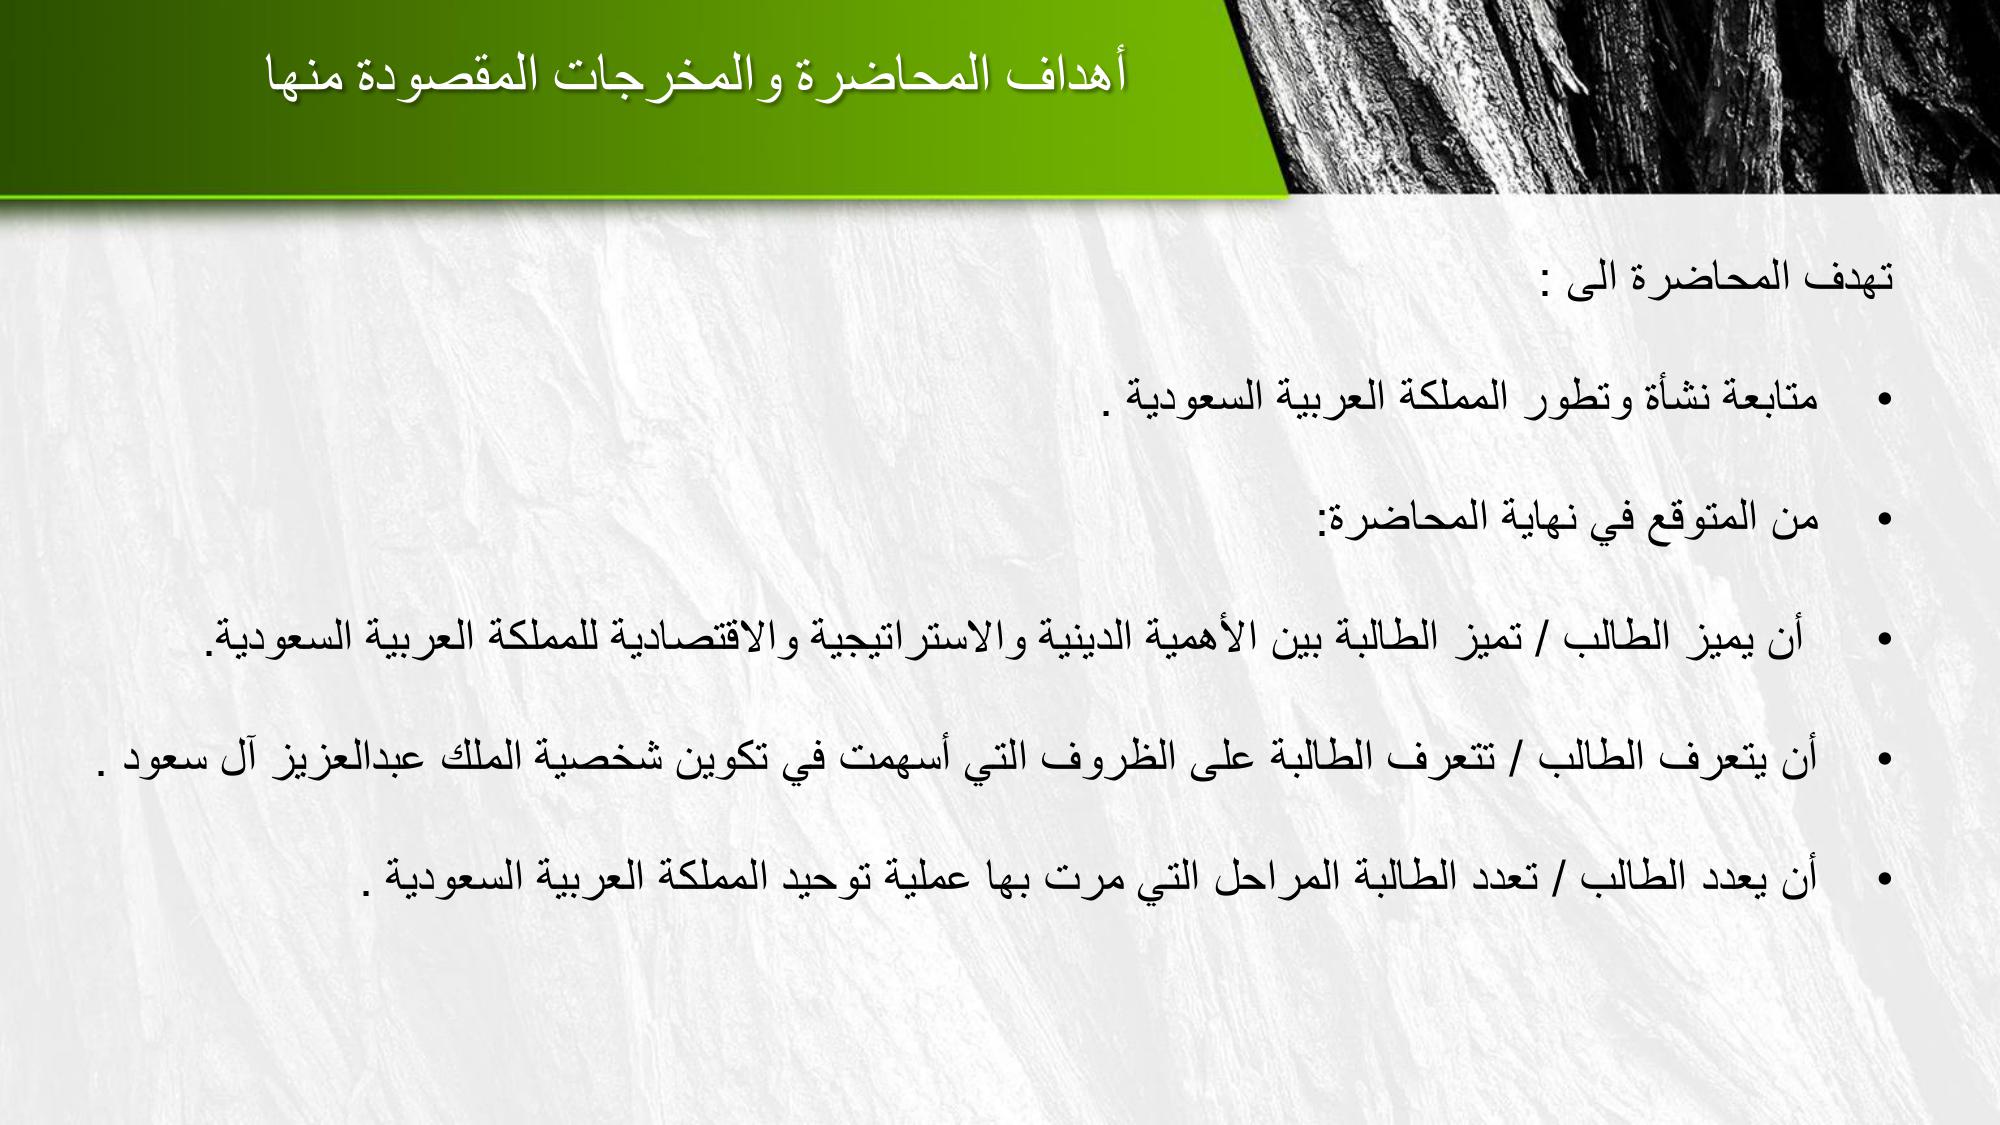 أهداف المحاضرة والمخرجات المقصودة منها
تهدف المحاضرة الى :
• متابعة نشأة وتطور المملكة العربية السعودية .
• من المتوقع في نهاية المحاضرة:
• أن يميز الطالب / تميز الطالبة بين الأهمية الدينية والاستراتيجية والاقتصادية للمملكة العربية السعودية.
• أن يتعرف الطالب / تتعرف الطالبة على الظروف التي أسهمت في تكوين شخصية الملك عبدالعزيز آل سعود .
• أن يعدد الطالب / تعدد الطالبة المراحل التي مرت بها عملية توحيد المملكة العربية السعودية .